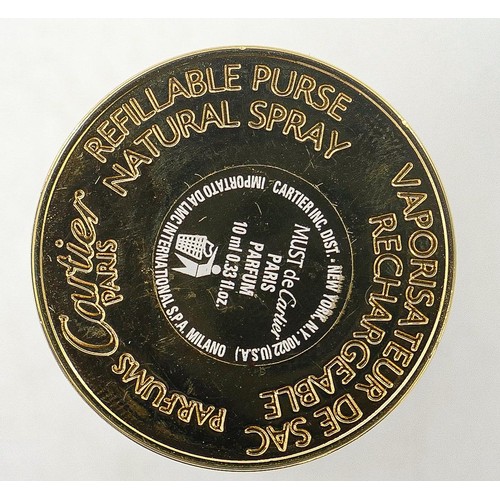 REFILLABLE PURSE
NATURAL SPRAY
VAPORISATEUR DE SAC
RECHARGEABLE
PARFUMS Cartier
PARIS
CARTIER INC. DIST. - NEW YORK, N.Y. 10022 (U.S.A.)
IMPORTATO DA LMC INTERNATIONAL S.P.A. MILANO
MUST de Cartier
PARIS
PARFUM
10 ml 0.33 fl.oz.